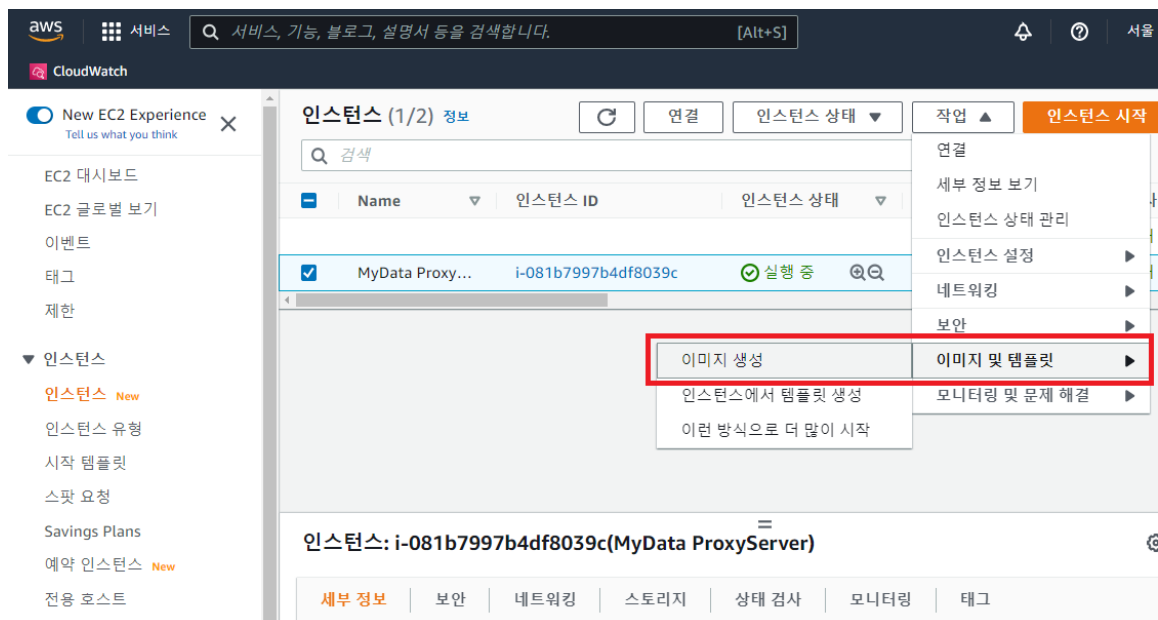 aws 서비스 서비스, 기능, 블로그, 설명서 등을 검색합니다. [Alt+S] 서울
CloudWatch
New EC2 Experience
Tell us what you think
EC2 대시보드
EC2 글로벌 보기
이벤트
태그
제한
인스턴스
인스턴스 New
인스턴스 유형
시작 템플릿
스팟 요청
Savings Plans
예약 인스턴스 New
전용 호스트
인스턴스 (1/2) 정보 연결 인스턴스 상태 작업 인스턴스 시작
검색
Name 인스턴스 ID 인스턴스 상태
MyData Proxy... i-081b7997b4df8039c 실행 중
연결
세부 정보 보기
인스턴스 상태 관리
인스턴스 설정
네트워킹
보안
이미지 및 템플릿
모니터링 및 문제 해결
이미지 생성
인스턴스에서 템플릿 생성
이런 방식으로 더 많이 시작
인스턴스: i-081b7997b4df8039c(MyData ProxyServer)
세부 정보 보안 네트워킹 스토리지 상태 검사 모니터링 태그